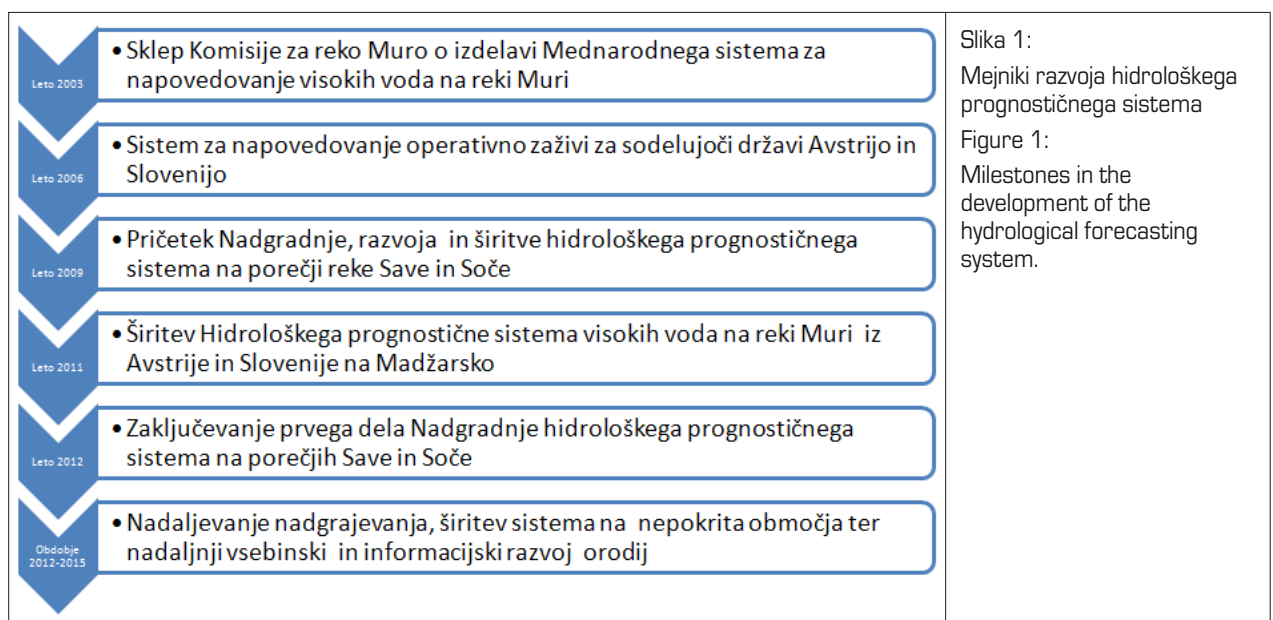 Leto 2003
• Sklep Komisije za reko Muro o izdelavi Mednarodnega sistema za
napovedovanje visokih voda na reki Muri
Leto 2006
• Sistem za napovedovanje operativno zaživi za sodelujoči državi Avstrijo in
Slovenijo
Leto 2009
• Pričetek Nadgradnje, razvoja in širitve hidrološkega prognostičnega
sistema na porečji reke Save in Soče
Leto 2011
• Širitev Hidrološkega prognostične sistema visokih voda na reki Muri iz
Avstrije in Slovenije na Madžarsko
Leto 2012
• Zaključevanje prvega dela Nadgradnje hidrološkega prognostičnega
sistema na porečjih Save in Soče
Obdobje
2012-2015
• Nadaljevanje nadgrajevanja, širitev sistema na nepokrita območja ter
nadaljnji vsebinski in informacijski razvoj orodij
Slika 1:
Mejniki razvoja hidrološkega
prognostičnega sistema
Figure 1:
Milestones in the
development of the
hydrological forecasting
system.